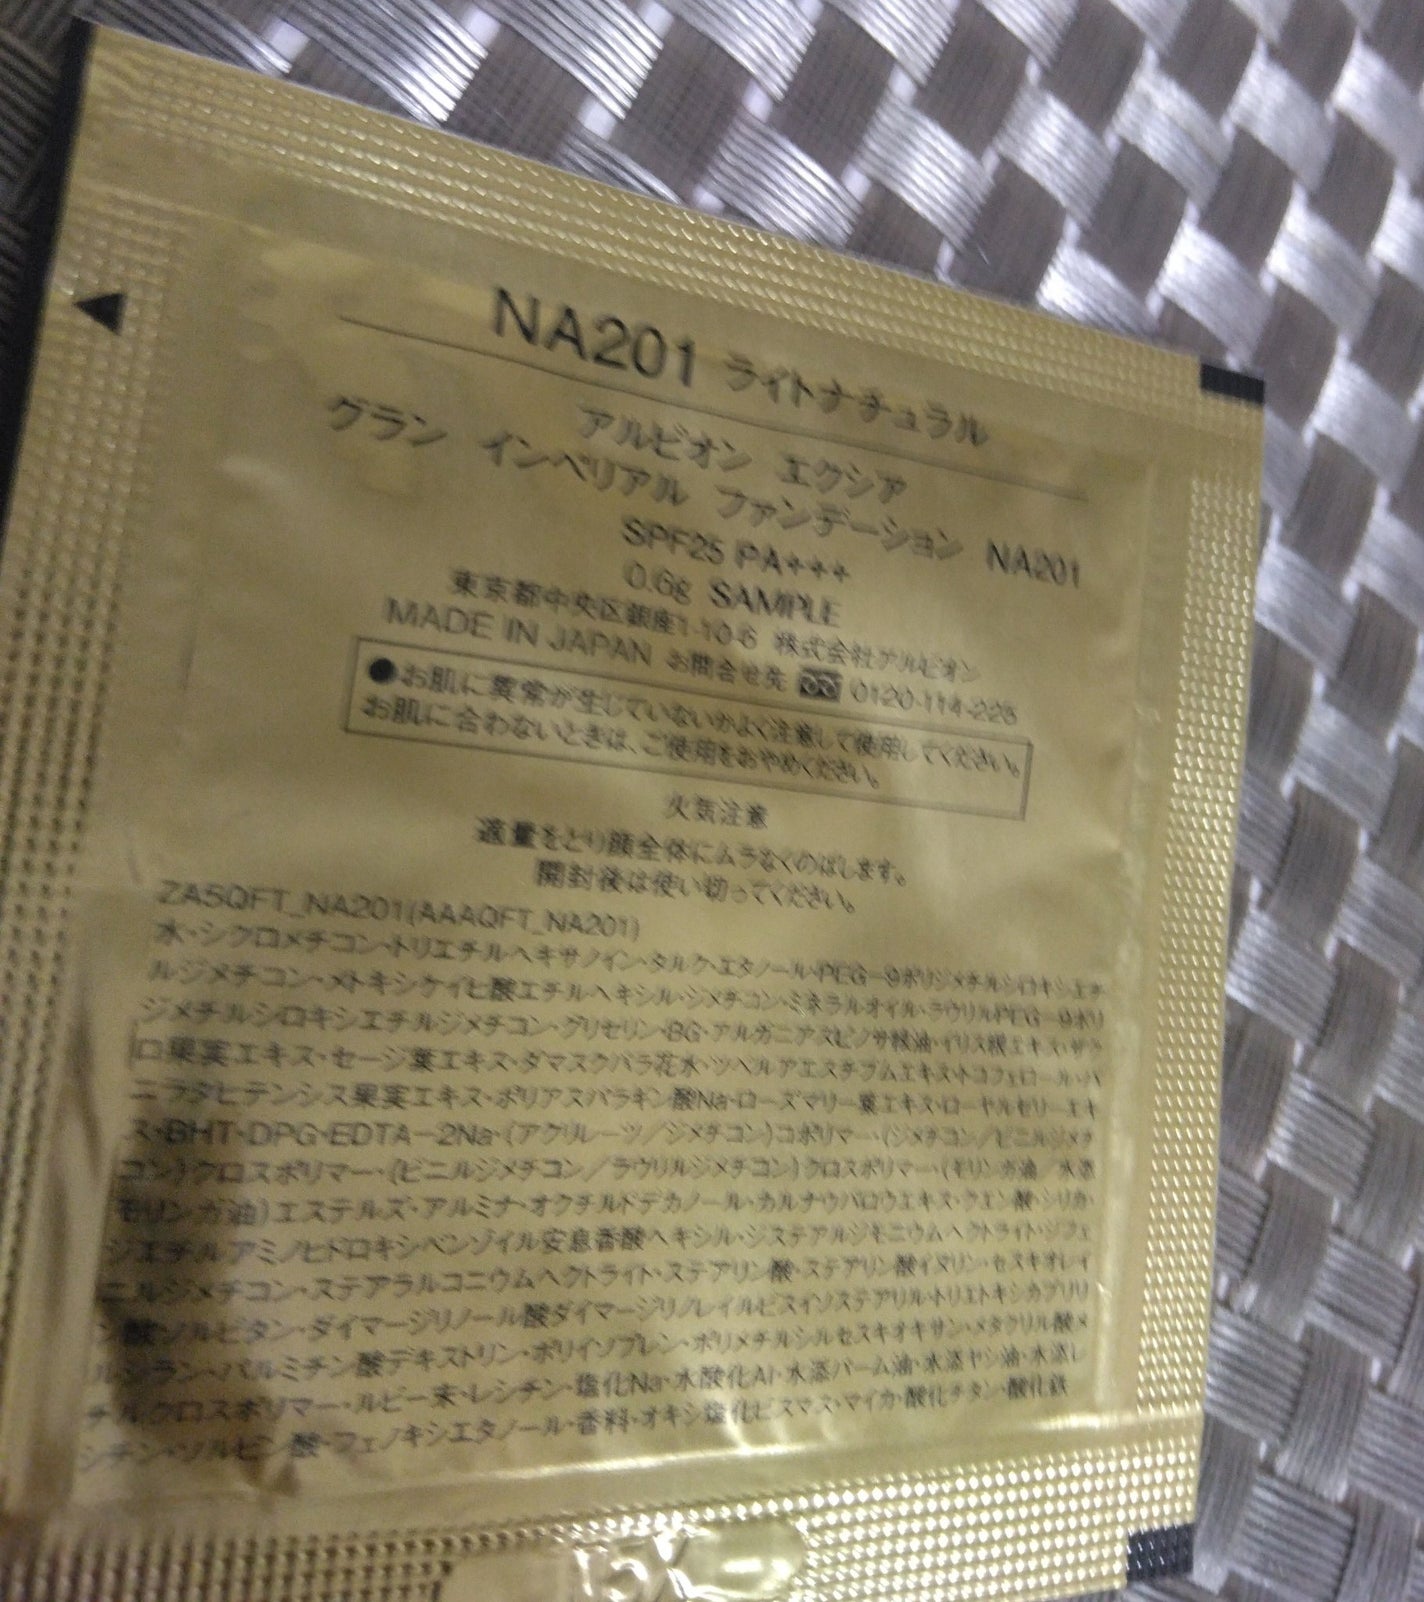 NA201 ライトナチュラル
アルビオン エクシア
グラン インペリアル ファンデーション NA201
SPF25 PA+++
0.6g SAMPLE
東京都中央区銀座1-10-6 株式会社アルビオン
MADE IN JAPAN お問合せ先 0120-114-225
●お肌に異常が生じていないかよく注意して使用してください。
お肌に合わないときは、ご使用をおやめください。
火気注意
適量をとり顔全体にムラなくのばします。
開封後は使い切ってください。
ZA5QFT_NA201(AAAQFT_NA201)
水・シクロメチコン・トリエチルヘキサノイン・タルク・エタノール・PEG-9ポリジメチルシロキシエチ
ルジメチコン・メトキシケイヒ酸エチルヘキシル・ジメチコン・ミネラルオイル・ラウリルPEG-9ポリ
ジメチルシロキシエチルジメチコン・グリセリン・BG・アルガニアスピノサ核油・イリス根エキス・ザク
ロ果実エキス・セージ葉エキス・ダマスクバラ花水・ツベルアエスチブムエキス・トコフェロール・バ
ニラタヒテンシス果実エキス・ポリアスパラギン酸Na・ローズマリー葉エキス・ローヤルゼリーエキ
ス・BHT・DPG・EDTA-2Na・(アクリレーツ/ジメチコン)コポリマー・(ジメチコン/ビニルジメチ
コン)クロスポリマー・(ビニルジメチコン/ラウリルジメチコン)クロスポリマー・(モリンガ油/水添
モリンガ油)エステルズ・アルミナ・オクチルドデカノール・カルナウバロウエキス・クエン酸・シリカ・
ジエチルアミノヒドロキシベンゾイル安息香酸ヘキシル・ジステアルジモニウムヘクトライト・ジフェ
ニルジメチコン・ステアラルコニウムヘクトライト・ステアリン酸・ステアリン酸イヌリン・セスキオレイ
ン酸ソルビタン・ダイマージリノール酸ダイマージリノレイルビスイソステアリル・トリエトキシカプリリ
ルシラン・パルミチン酸デキストリン・ポリイソプレン・ポリメチルシルセスキオキサン・メタクリル酸メ
チルクロスポリマー・ルビー末・レシチン・塩化Na・水酸化Al・水添パーム油・水添ヤシ油・水添レ
シチン・ソルビン酸・フェノキシエタノール・香料・オキシ塩化ビスマス・マイカ・酸化チタン・酸化鉄